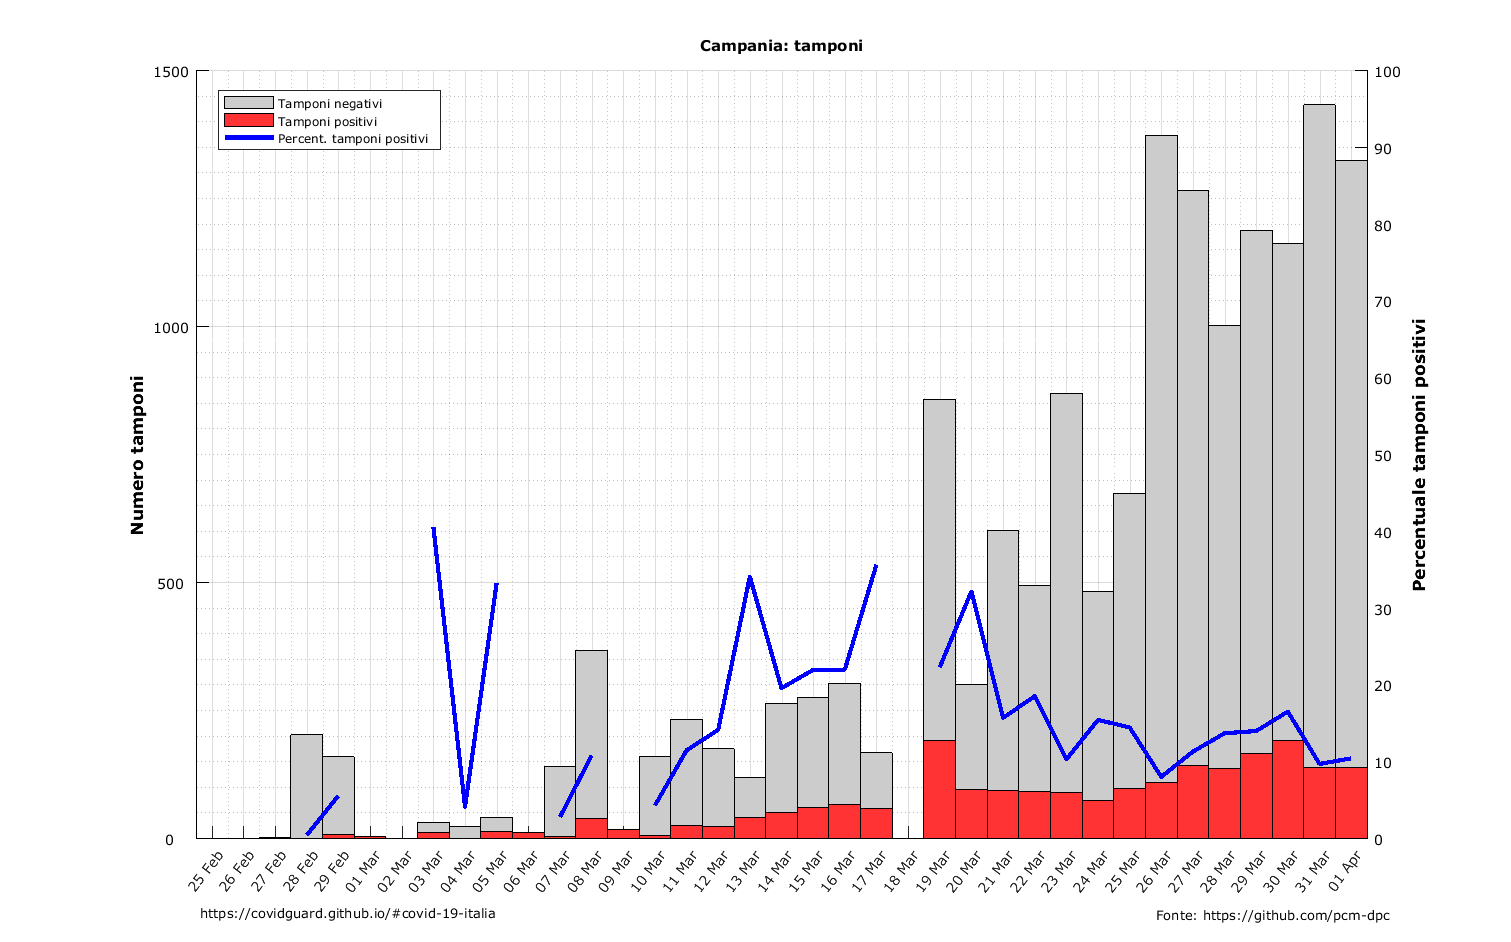 Campania: tamponi
1500
1000
500
0
Numero tamponi
Tamponi negativi
Tamponi positivi
Percent. tamponi positivi
100
90
80
70
60
50
40
30
20
10
0
Percentuale tamponi positivi
25 Feb
26 Feb
27 Feb
28 Feb
29 Feb
01 Mar
02 Mar
03 Mar
04 Mar
05 Mar
06 Mar
07 Mar
08 Mar
09 Mar
10 Mar
11 Mar
12 Mar
13 Mar
14 Mar
15 Mar
16 Mar
17 Mar
18 Mar
19 Mar
20 Mar
21 Mar
22 Mar
23 Mar
24 Mar
25 Mar
26 Mar
27 Mar
28 Mar
29 Mar
30 Mar
31 Mar
01 Apr
https://covidguard.github.io/#covid-19-italia
Fonte: https://github.com/pcm-dpc